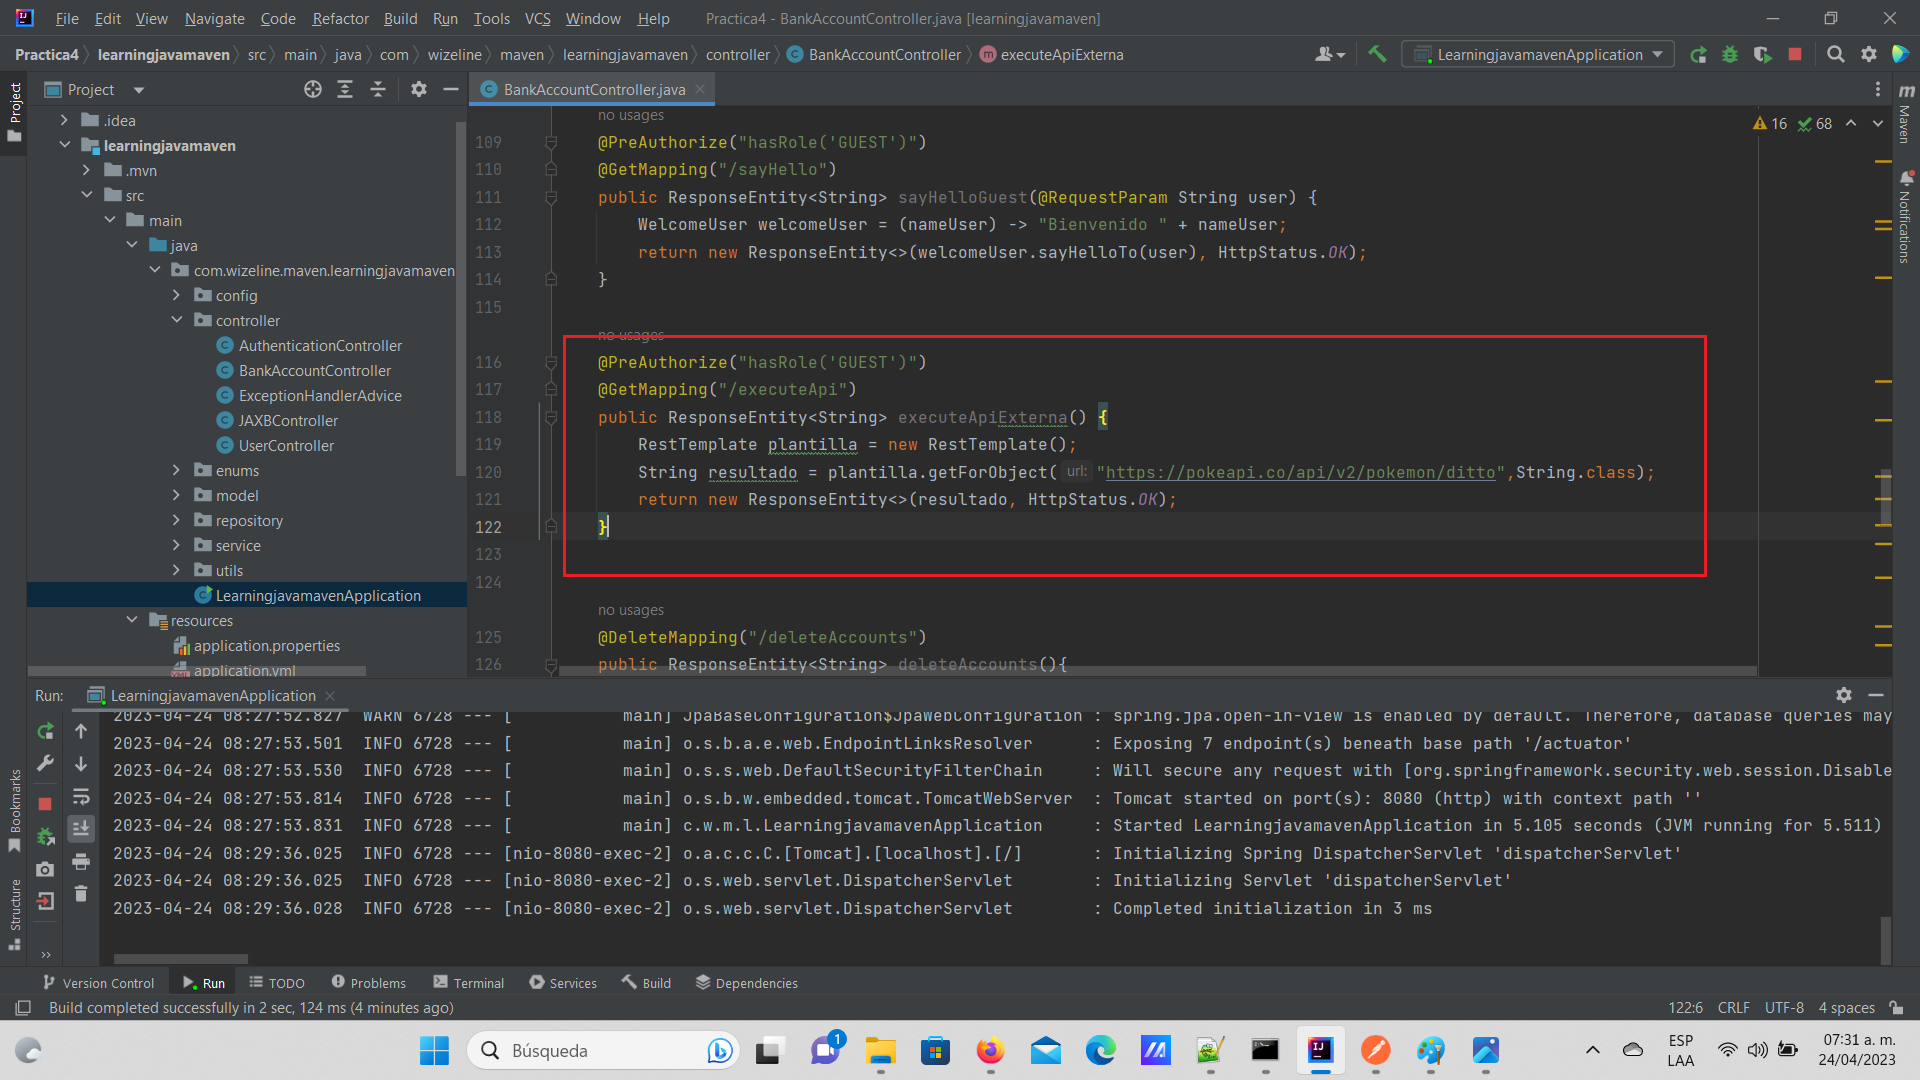 File Edit View Navigate Code Refactor Build Run Tools VCS Window Help Practica4 - BankAccountController.java [learningjavamaven]
Practica4 learningjavamaven src main java com wizeline maven learningjavamaven controller BankAccountController executeApiExterna LearningjavamavenApplication
Project
BankAccountController.java
.idea
learningjavamaven
.mvn
src
main
java
com.wizeline.maven.learningjavamaven
config
controller
AuthenticationController
BankAccountController
ExceptionHandlerAdvice
JAXBController
UserController
enums
model
repository
service
utils
LearningjavamavenApplication
resources
application.properties
application.yml
Project
Bookmarks
Structure
Maven
Notifications
16 68
no usages
109 @PreAuthorize("hasRole('GUEST')")
110 @GetMapping("/sayHello")
111 public ResponseEntity<String> sayHelloGuest(@RequestParam String user) {
112 WelcomeUser welcomeUser = (nameUser) -> "Bienvenido " + nameUser;
113 return new ResponseEntity<>(welcomeUser.sayHelloTo(user), HttpStatus.OK);
114 }
115
no usages
116 @PreAuthorize("hasRole('GUEST')")
117 @GetMapping("/executeApi")
118 public ResponseEntity<String> executeApiExterna() {
119 RestTemplate plantilla = new RestTemplate();
120 String resultado = plantilla.getForObject( url: "https://pokeapi.co/api/v2/pokemon/ditto",String.class);
121 return new ResponseEntity<>(resultado, HttpStatus.OK);
122 }
123
124
no usages
125 @DeleteMapping("/deleteAccounts")
126 public ResponseEntity<String> deleteAccounts(){
Run: LearningjavamavenApplication
2023-04-24 08:27:52.827 WARN 6728 --- [ main] JpaBaseConfiguration$JpaWebConfiguration : spring.jpa.open-in-view is enabled by default. Therefore, database queries may
2023-04-24 08:27:53.501 INFO 6728 --- [ main] o.s.b.a.e.web.EndpointLinksResolver : Exposing 7 endpoint(s) beneath base path '/actuator'
2023-04-24 08:27:53.530 INFO 6728 --- [ main] o.s.s.web.DefaultSecurityFilterChain : Will secure any request with [org.springframework.security.web.session.Disable
2023-04-24 08:27:53.814 INFO 6728 --- [ main] o.s.b.w.embedded.tomcat.TomcatWebServer : Tomcat started on port(s): 8080 (http) with context path ''
2023-04-24 08:27:53.831 INFO 6728 --- [ main] c.w.m.l.LearningjavamavenApplication : Started LearningjavamavenApplication in 5.105 seconds (JVM running for 5.511)
2023-04-24 08:29:36.025 INFO 6728 --- [nio-8080-exec-2] o.a.c.c.C.[Tomcat].[localhost].[/] : Initializing Spring DispatcherServlet 'dispatcherServlet'
2023-04-24 08:29:36.025 INFO 6728 --- [nio-8080-exec-2] o.s.web.servlet.DispatcherServlet : Initializing Servlet 'dispatcherServlet'
2023-04-24 08:29:36.028 INFO 6728 --- [nio-8080-exec-2] o.s.web.servlet.DispatcherServlet : Completed initialization in 3 ms
Version Control Run TODO Problems Terminal Services Build Dependencies
Build completed successfully in 2 sec, 124 ms (4 minutes ago) 122:6 CRLF UTF-8 4 spaces
Búsqueda
1
ESP
LAA
07:31 a. m.
24/04/2023